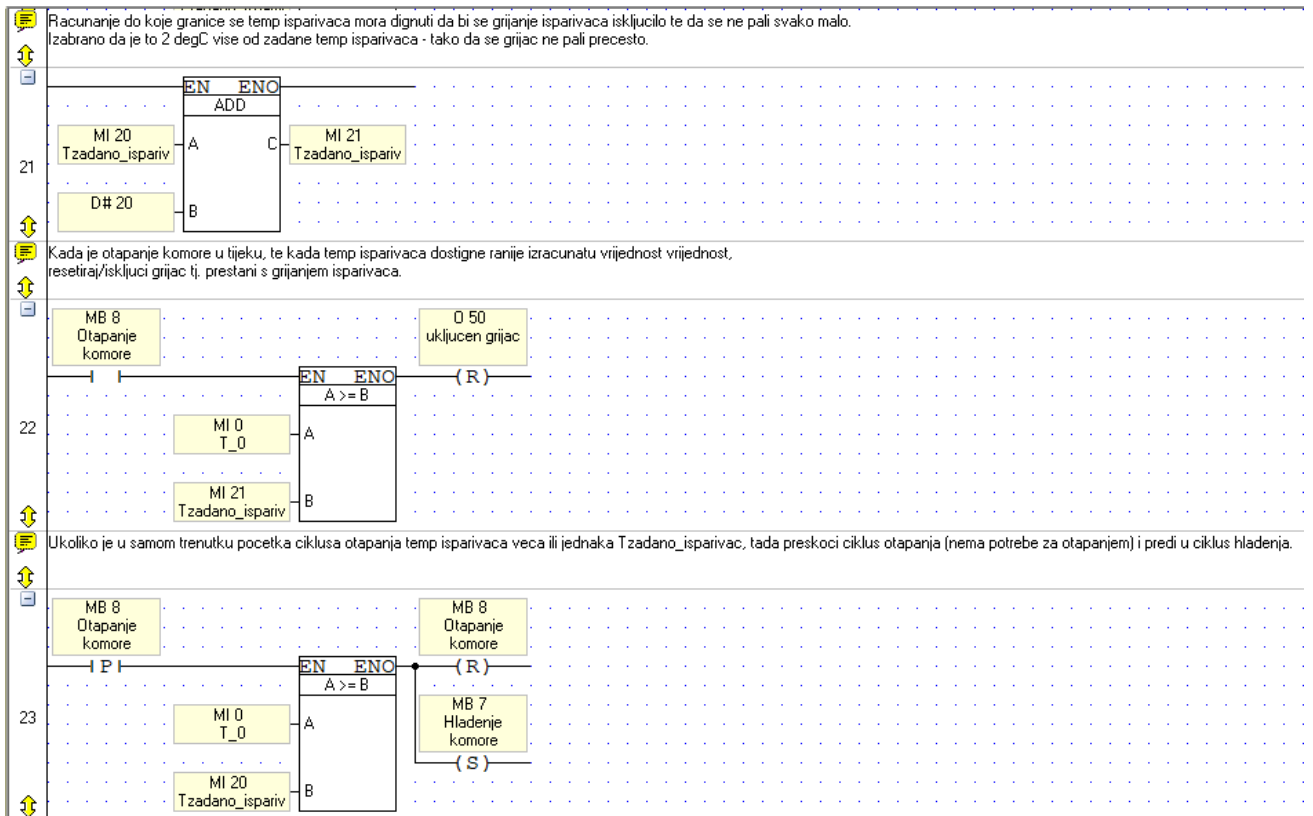 Racunanje do koje granice se temp isparivaca mora dignuti da bi se grijanje isparivaca iskljucilo te da se ne pali svako malo.
Izabrano da je to 2 degC vise od zadane temp isparivaca - tako da se grijac ne pali precesto.
EN ENO
ADD
MI 20
Tzadano_ispariv
A
C
MI 21
Tzadano_ispariv
21
D# 20
B
Kada je otapanje komore u tijeku, te kada temp isparivaca dostigne ranije izracunatu vrijednost vrijednost,
resetiraj/iskljuci grijac tj. prestani s grijanjem isparivaca.
MB 8
Otapanje
komore
O 50
ukljucen grijac
EN ENO
(R)
A >= B
22
MI 0
T_0
A
MI 21
Tzadano_ispariv
B
Ukoliko je u samom trenutku pocetka ciklusa otapanja temp isparivaca veca ili jednaka Tzadano_isparivac, tada preskoci ciklus otapanja (nema potrebe za otapanjem) i predi u ciklus hladenja.
MB 8
Otapanje
komore
MB 8
Otapanje
komore
P
EN ENO
(R)
A >= B
23
MI 0
T_0
A
MB 7
Hladenje
komore
(S)
MI 20
Tzadano_ispariv
B